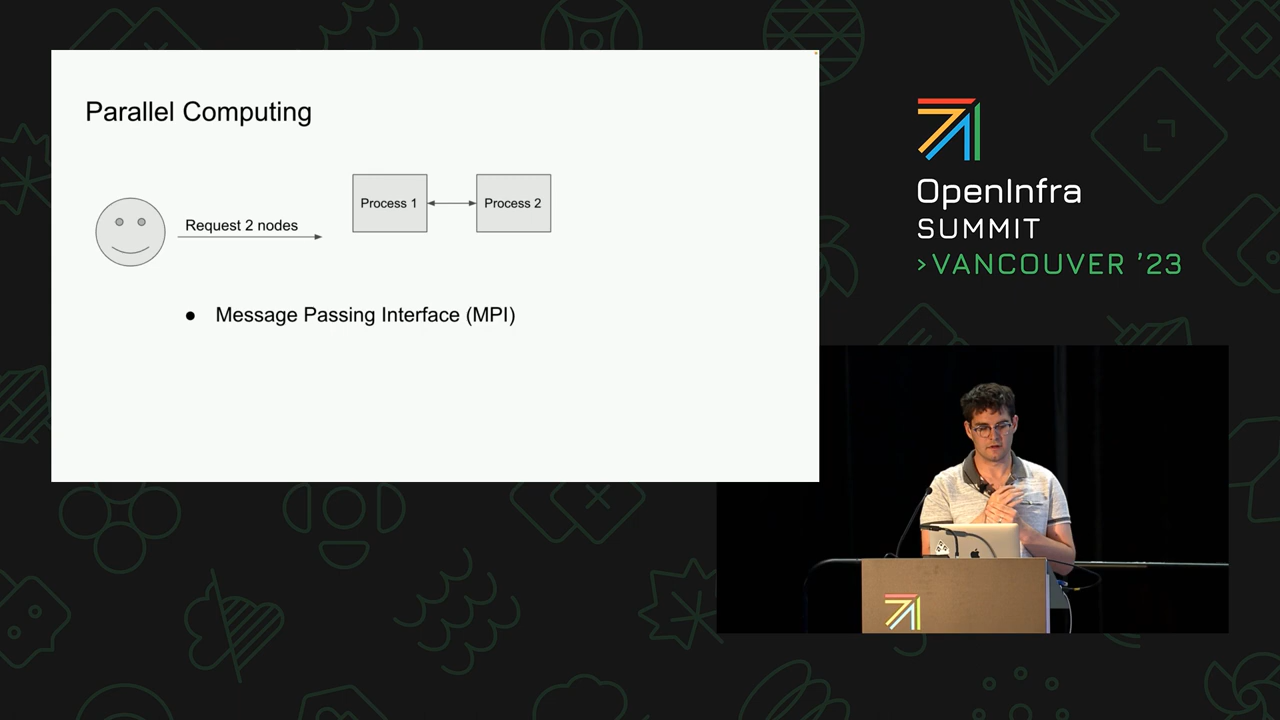 Parallel Computing
Request 2 nodes
Process 1
Process 2
● Message Passing Interface (MPI)
OpenInfra
SUMMIT
>VANCOUVER '23